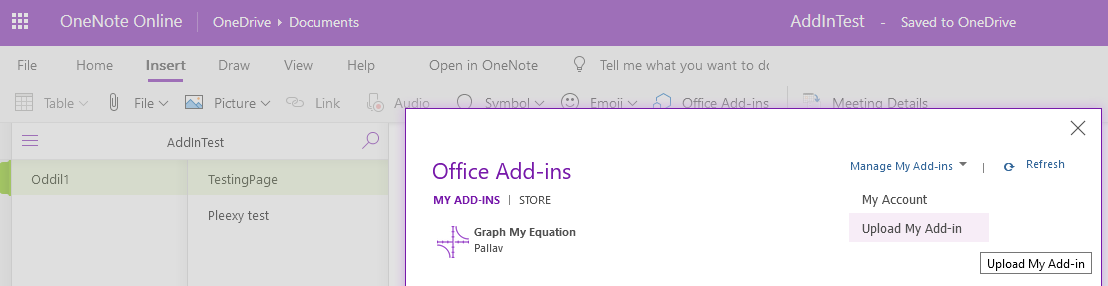 OneNote Online OneDrive Documents AddInTest - Saved to OneDrive
File Home Insert Draw View Help Open in OneNote Tell me what you want to do
Table File Picture Link Audio Symbol Emoji Office Add-ins Meeting Details
AddInTest
Oddil1 TestingPage
Pleexy test
Office Add-ins
Manage My Add-ins | Refresh
MY ADD-INS | STORE
My Account
Upload My Add-in
Graph My Equation
Pallav
Upload My Add-in